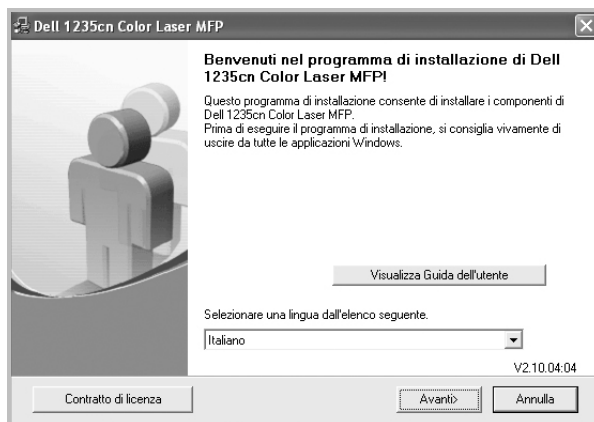 Dell 1235cn Color Laser MFP
Benvenuti nel programma di installazione di Dell
1235cn Color Laser MFP!
Questo programma di installazione consente di installare i componenti di
Dell 1235cn Color Laser MFP.
Prima di eseguire il programma di installazione, si consiglia vivamente di
uscire da tutte le applicazioni Windows.
Visualizza Guida dell'utente
Selezionare una lingua dall'elenco seguente.
Italiano
V2.10.04:04
Contratto di licenza
Avanti>
Annulla